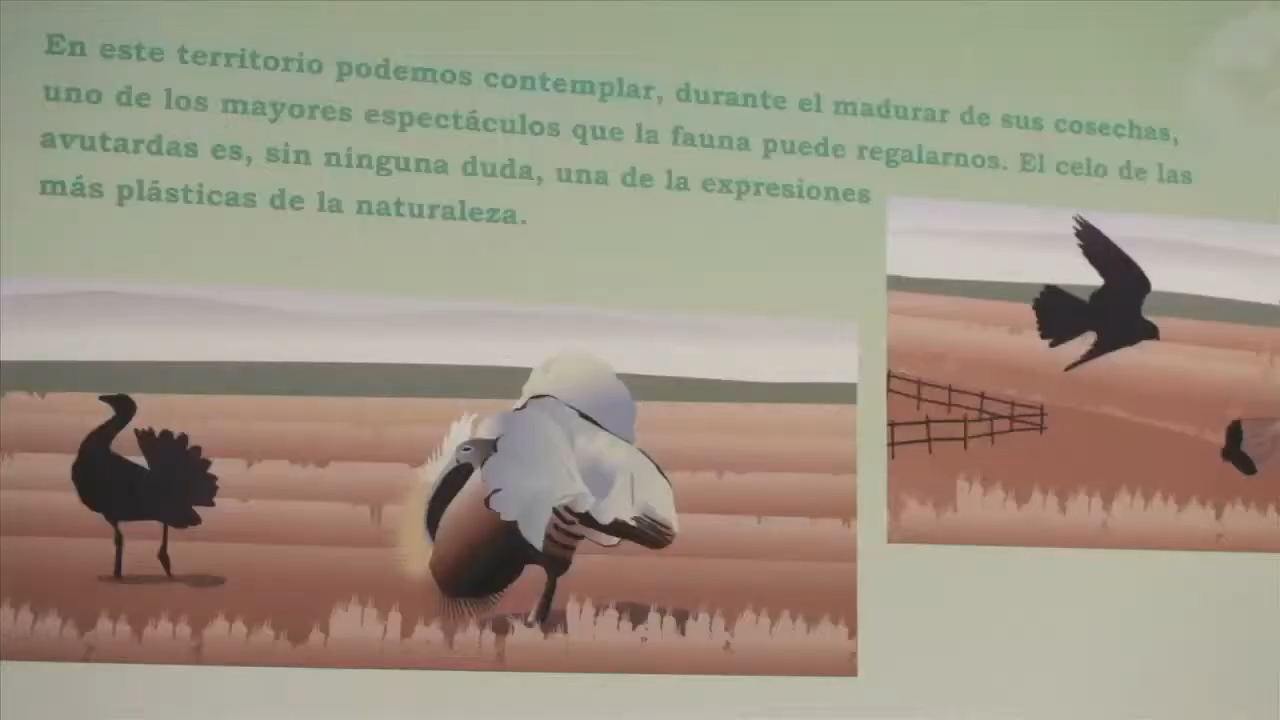 En este territorio podemos contemplar, durante el madurar de sus cosechas,
uno de los mayores espectáculos que la fauna puede regalarnos. El celo de las
avutardas es, sin ninguna duda, una de la expresiones
más plásticas de la naturaleza.